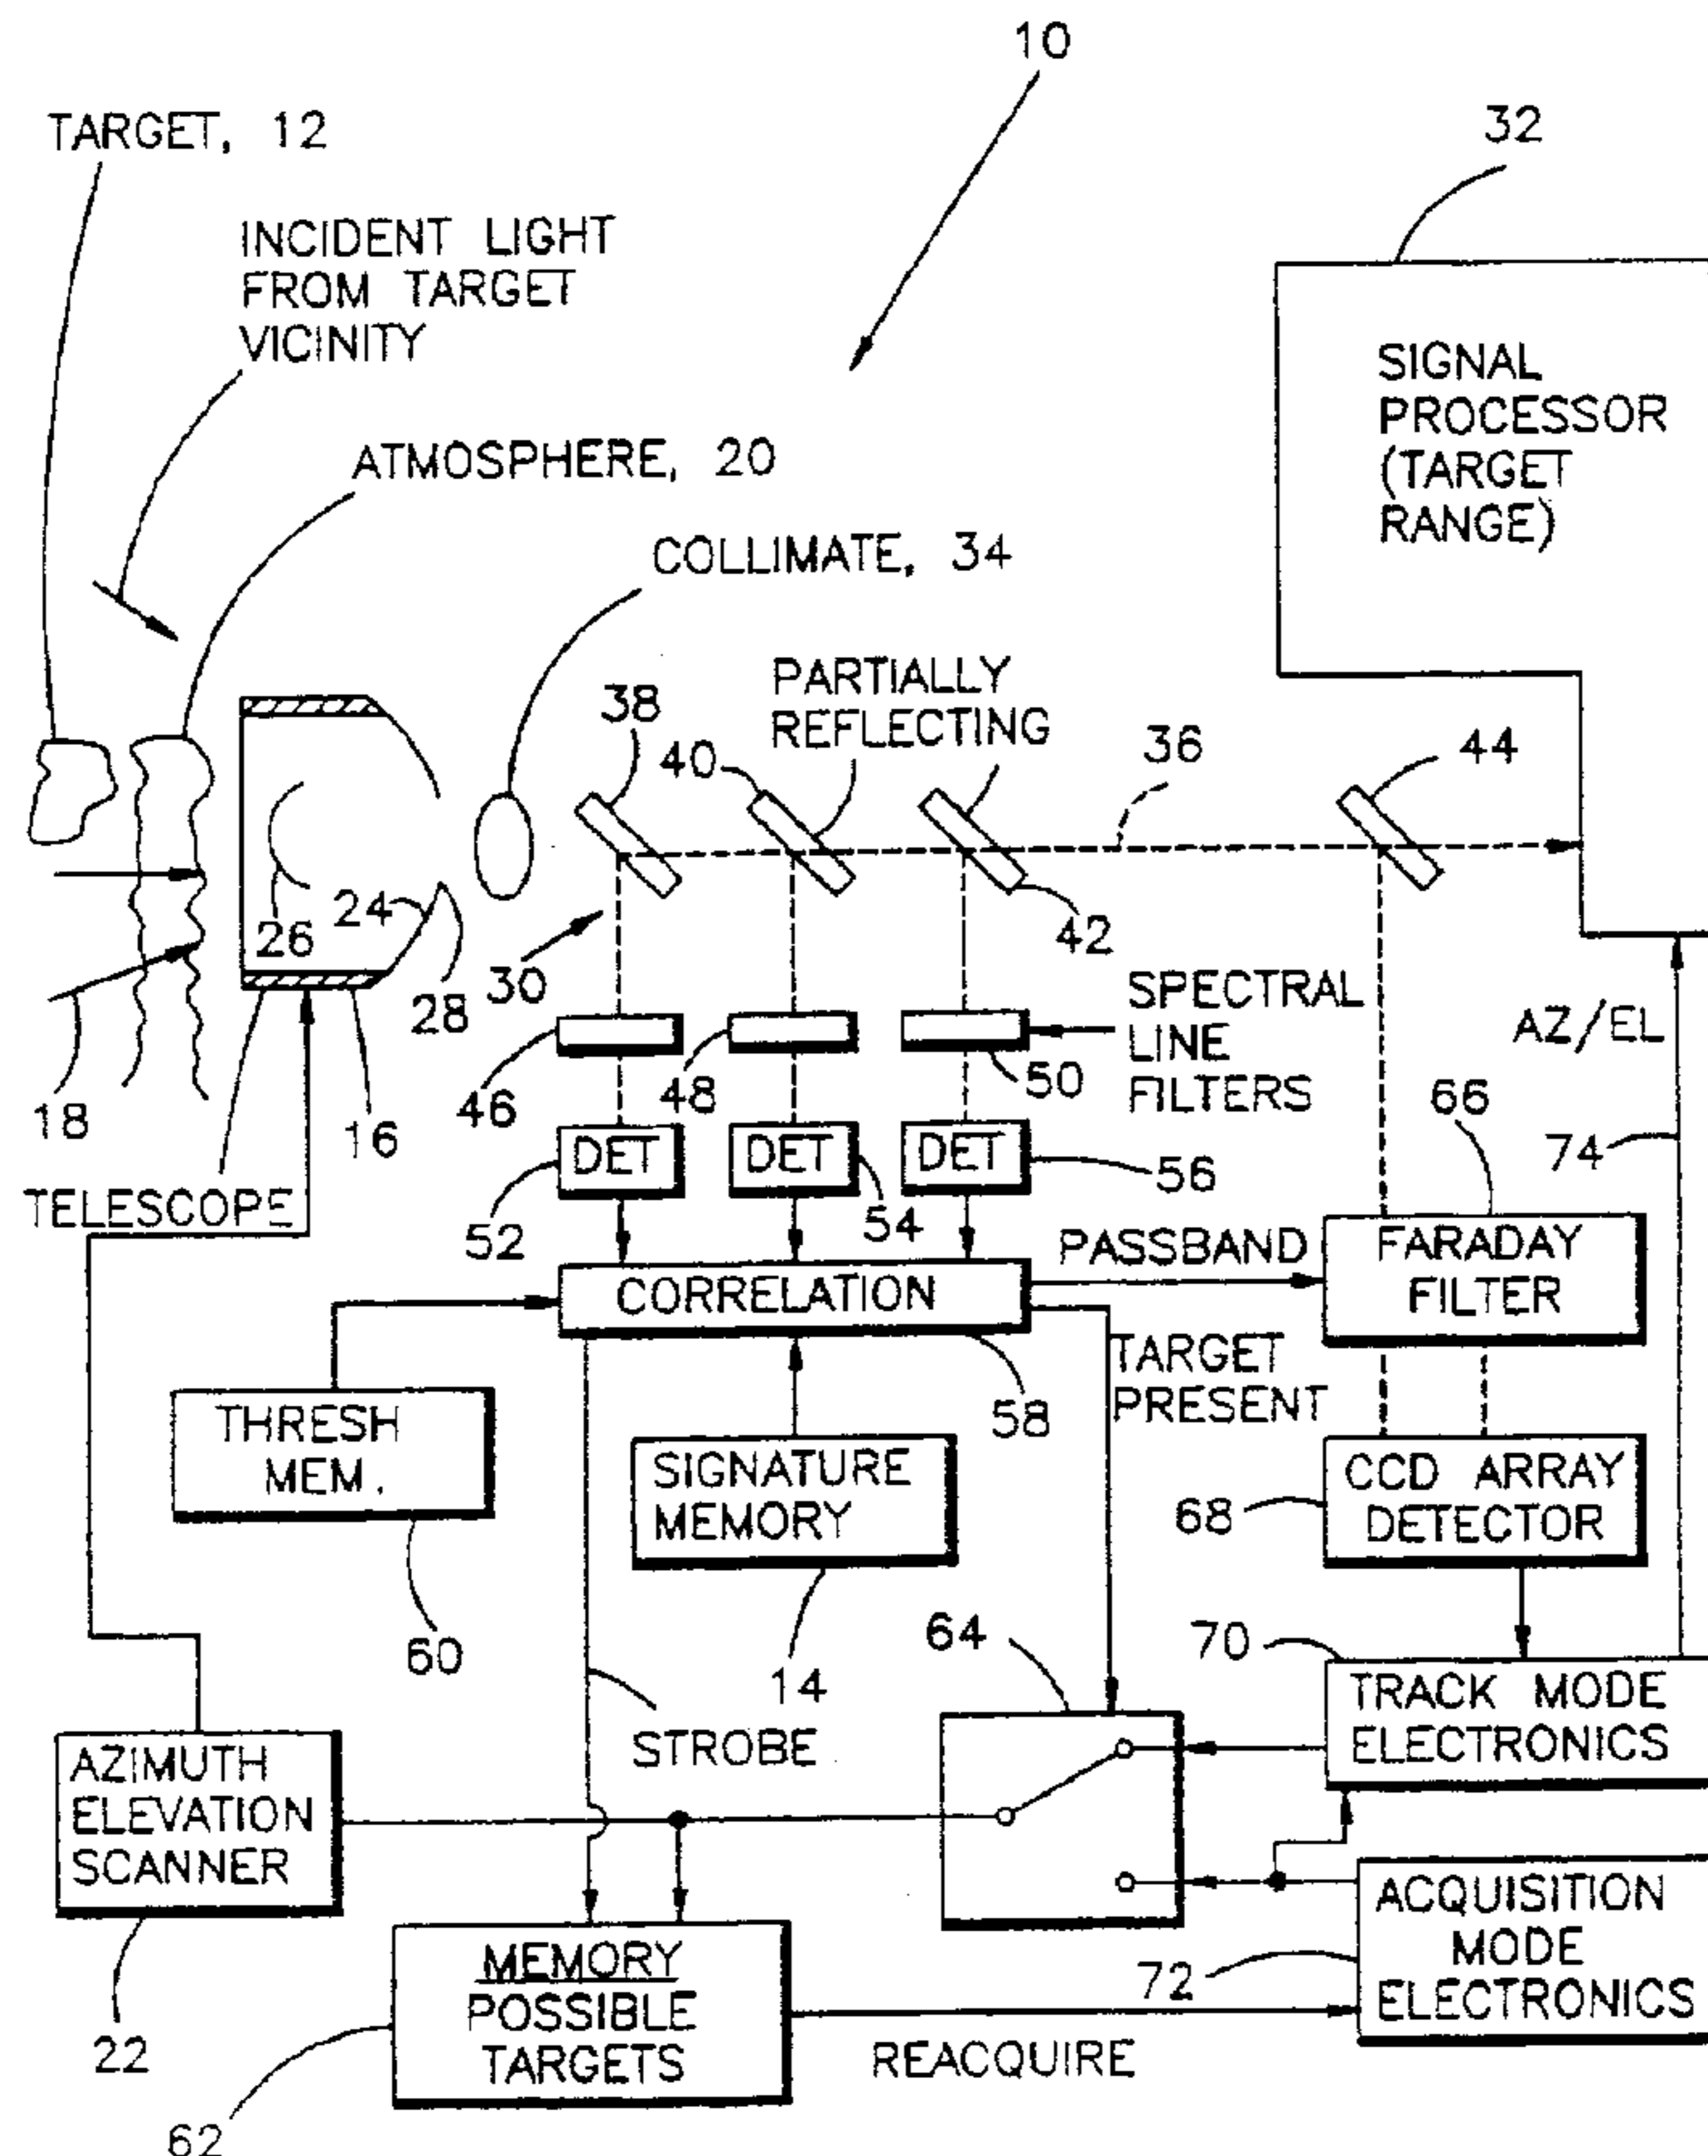 10
TARGET, 12
32
INCIDENT LIGHT
FROM TARGET
VICINITY
SIGNAL
PROCESSOR
(TARGET
RANGE)
ATMOSPHERE, 20
COLLIMATE, 34
PARTIALLY
REFLECTING
38
40
36
44
26
24
28
30
42
SPECTRAL
LINE
FILTERS
AZ/EL
46
48
50
18
16
66
74
DET
DET
DET
56
TELESCOPE
52
54
PASSBAND
FARADAY
FILTER
CORRELATION
TARGET
PRESENT
58
THRESH
MEM.
SIGNATURE
MEMORY
CCD ARRAY
DETECTOR
68
60
14
64
70
STROBE
TRACK MODE
ELECTRONICS
AZIMUTH
ELEVATION
SCANNER
ACQUISITION
MODE
ELECTRONICS
72
22
MEMORY
POSSIBLE
TARGETS
REACQUIRE
62